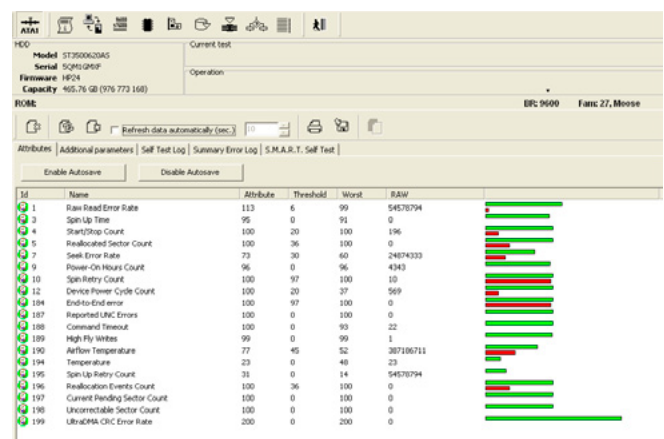 ATA1
HDD
Model ST3500620AS
Serial 5QM1GM0F
Firmware HP24
Capacity 465.76 GB (976 773 168)
Current test
Operation
ROM:
BR: 9600 Fam: 27, Moose
Refresh data automatically (sec.) 10
Attributes Additional parameters Self Test Log Summary Error Log S.M.A.R.T. Self Test
Enable Autosave Disable Autosave
Id Name Attribute Threshold Worst RAW
1 Raw Read Error Rate 113 6 99 54578794
3 Spin Up Time 95 0 91 0
4 Start/Stop Count 100 20 100 196
5 Reallocated Sector Count 100 36 100 0
7 Seek Error Rate 73 30 60 24874333
9 Power-On Hours Count 96 0 96 4343
10 Spin Retry Count 100 97 100 10
12 Device Power Cycle Count 100 20 37 569
184 End-to-End error 100 97 100 0
187 Reported UNC Errors 100 0 100 0
188 Command Timeout 100 0 93 22
189 High Fly Writes 99 0 99 1
190 Airflow Temperature 77 45 52 387186711
194 Temperature 23 0 48 23
195 Spin Up Retry Count 31 0 14 54578794
196 Reallocation Events Count 100 36 100 0
197 Current Pending Sector Count 100 0 100 0
198 Uncorrectable Sector Count 100 0 100 0
199 UltraDMA CRC Error Rate 200 0 200 0